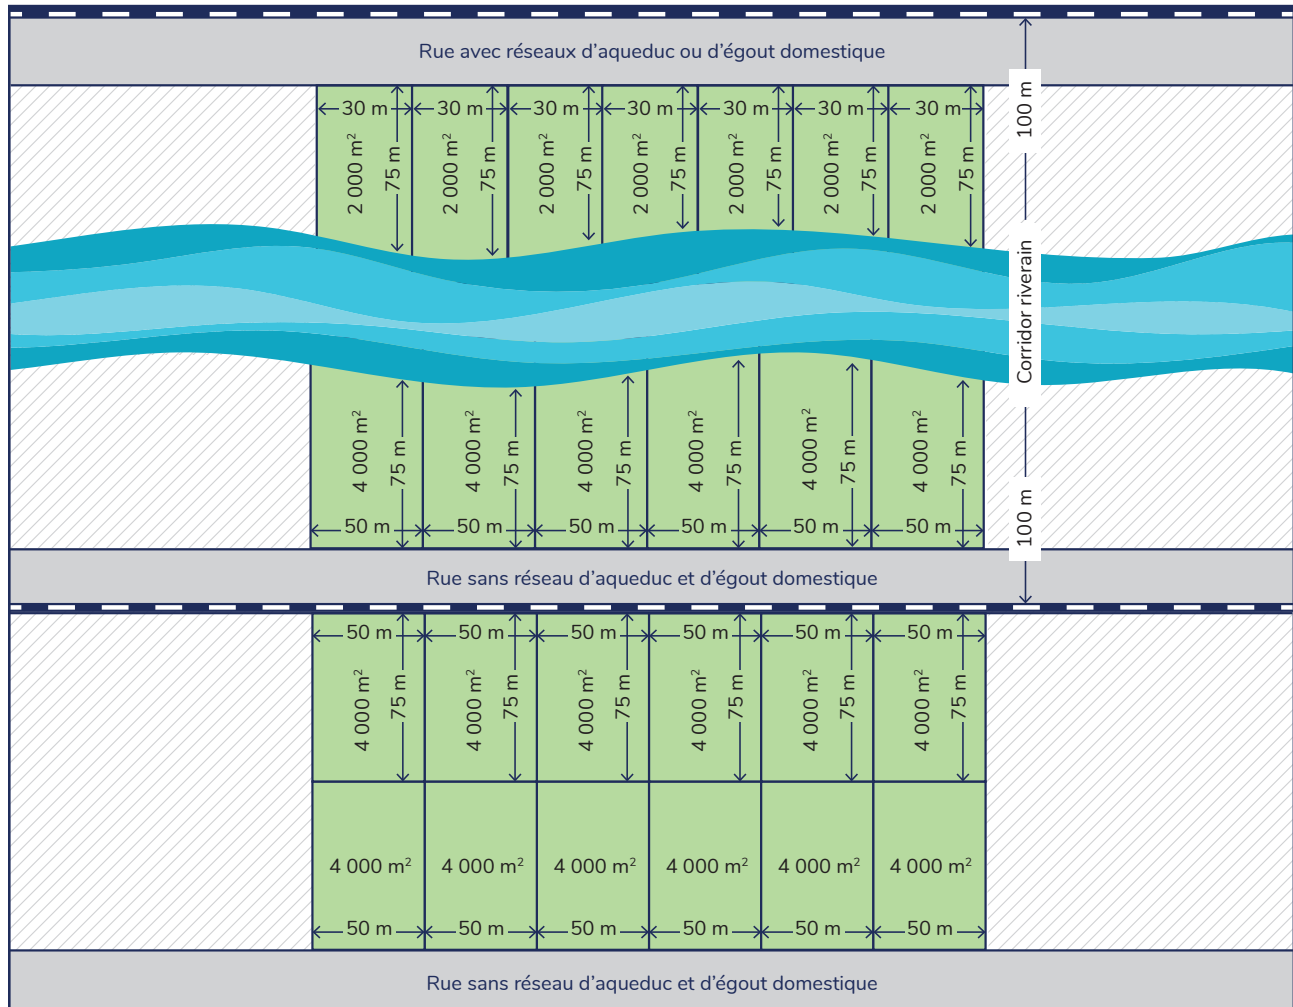 Rue avec réseaux d'aqueduc ou d'égout domestique
100 m
30 m 30 m 30 m 30 m 30 m 30 m 30 m
2 000 m² 75 m 2 000 m² 75 m 2 000 m² 75 m 2 000 m² 75 m 2 000 m² 75 m 2 000 m² 75 m 2 000 m² 75 m
Corridor riverain
4 000 m² 75 m 4 000 m² 75 m 4 000 m² 75 m 4 000 m² 75 m 4 000 m² 75 m 4 000 m² 75 m
50 m 50 m 50 m 50 m 50 m 50 m
100 m
Rue sans réseau d'aqueduc et d'égout domestique
50 m 50 m 50 m 50 m 50 m 50 m
4 000 m² 75 m 4 000 m² 75 m 4 000 m² 75 m 4 000 m² 75 m 4 000 m² 75 m 4 000 m² 75 m
4 000 m² 4 000 m² 4 000 m² 4 000 m² 4 000 m² 4 000 m²
50 m 50 m 50 m 50 m 50 m 50 m
Rue sans réseau d'aqueduc et d'égout domestique